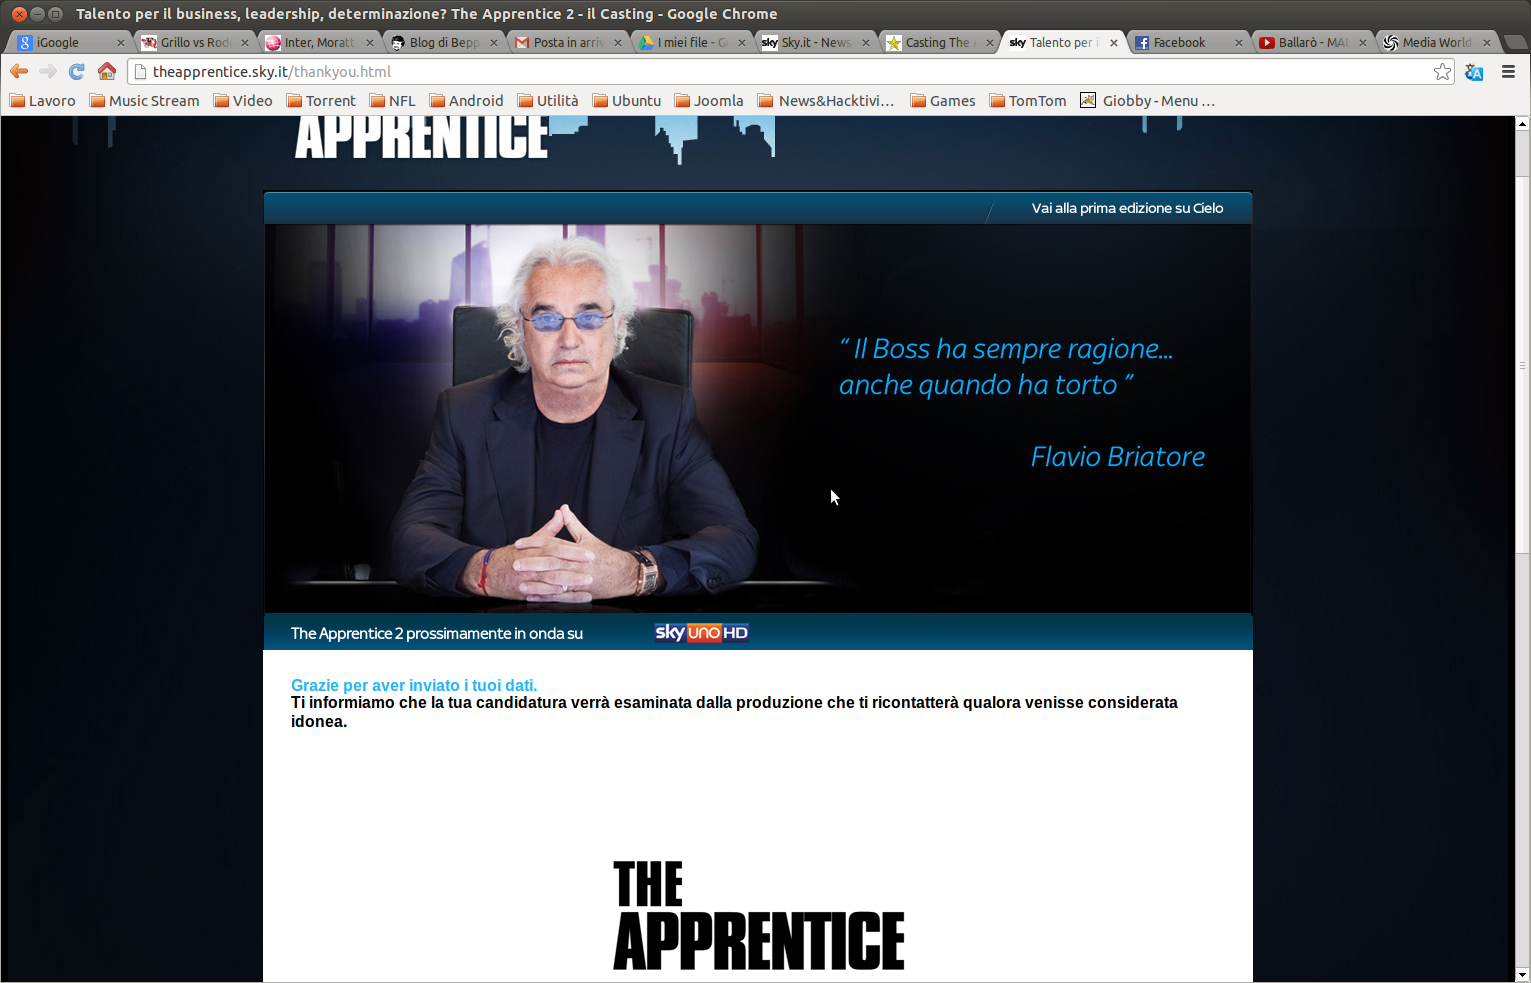 Talento per il business, leadership, determinazione? The Apprentice 2 - il Casting - Google Chrome
iGoogle
Grillo vs Rod
Inter, Moratt
Blog di Bepp
Posta in arriv
I miei file - G
Sky.it - News
Casting The A
Talento per i
Facebook
Ballarò - MA
Media World
theapprentice.sky.it/thankyou.html
Lavoro
Music Stream
Video
Torrent
NFL
Android
Utilità
Ubuntu
Joomla
News&Hacktivi...
Games
TomTom
Giobby - Menu ...
APPRENTICE
Vai alla prima edizione su Cielo
“ Il Boss ha sempre ragione...
anche quando ha torto ”
Flavio Briatore
The Apprentice 2 prossimamente in onda su
sky UNO HD
Grazie per aver inviato i tuoi dati.
Ti informiamo che la tua candidatura verrà esaminata dalla produzione che ti ricontatterà qualora venisse considerata
idonea.
THE
APPRENTICE